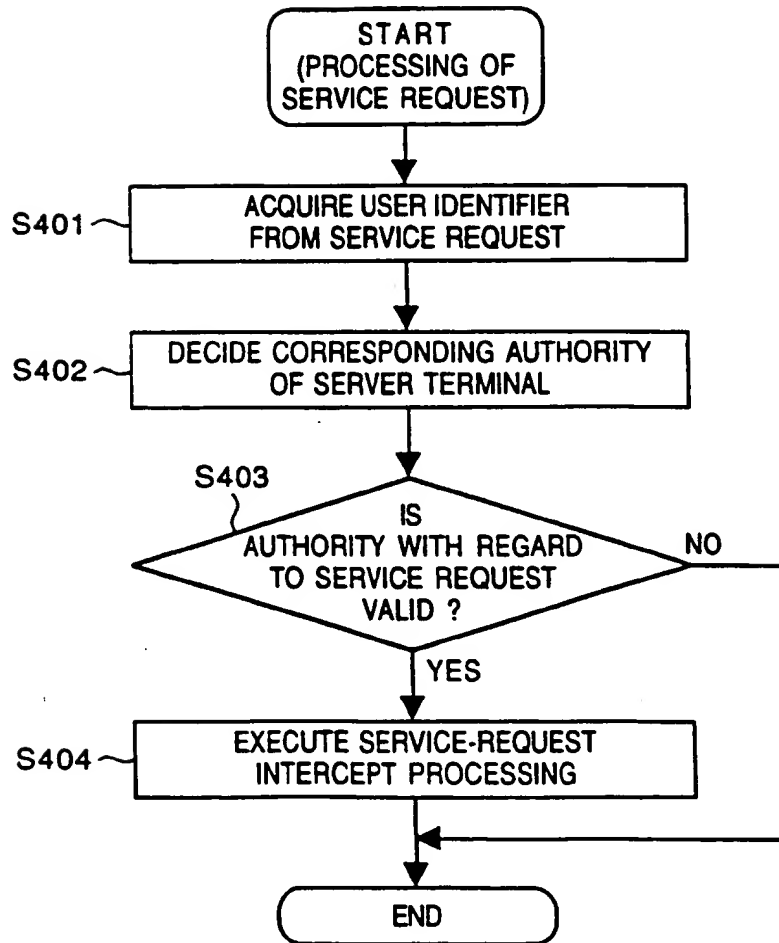 START
(PROCESSING OF
SERVICE REQUEST)
S401
ACQUIRE USER IDENTIFIER
FROM SERVICE REQUEST
S402
DECIDE CORRESPONDING AUTHORITY
OF SERVER TERMINAL
S403
IS
AUTHORITY WITH REGARD
TO SERVICE REQUEST
VALID ?
NO
YES
S404
EXECUTE SERVICE-REQUEST
INTERCEPT PROCESSING
END